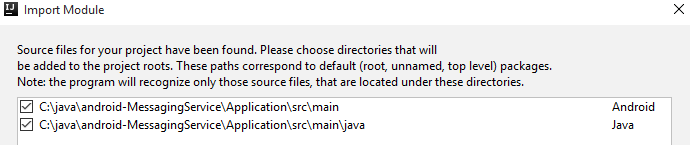 IJ Import Module
Source files for your project have been found. Please choose directories that will
be added to the project roots. These paths correspond to default (root, unnamed, top level) packages.
Note: the program will recognize only those source files, that are located under these directories.
C:\java\android-MessagingService\Application\src\main Android
C:\java\android-MessagingService\Application\src\main\java Java